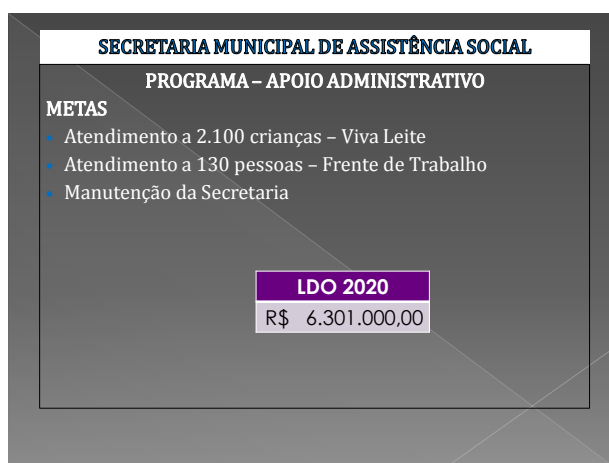 SECRETARIA MUNICIPAL DE ASSISTÊNCIA SOCIAL
PROGRAMA – APOIO ADMINISTRATIVO
METAS
▪ Atendimento a 2.100 crianças – Viva Leite
▪ Atendimento a 130 pessoas – Frente de Trabalho
▪ Manutenção da Secretaria
LDO 2020
R$ 6.301.000,00